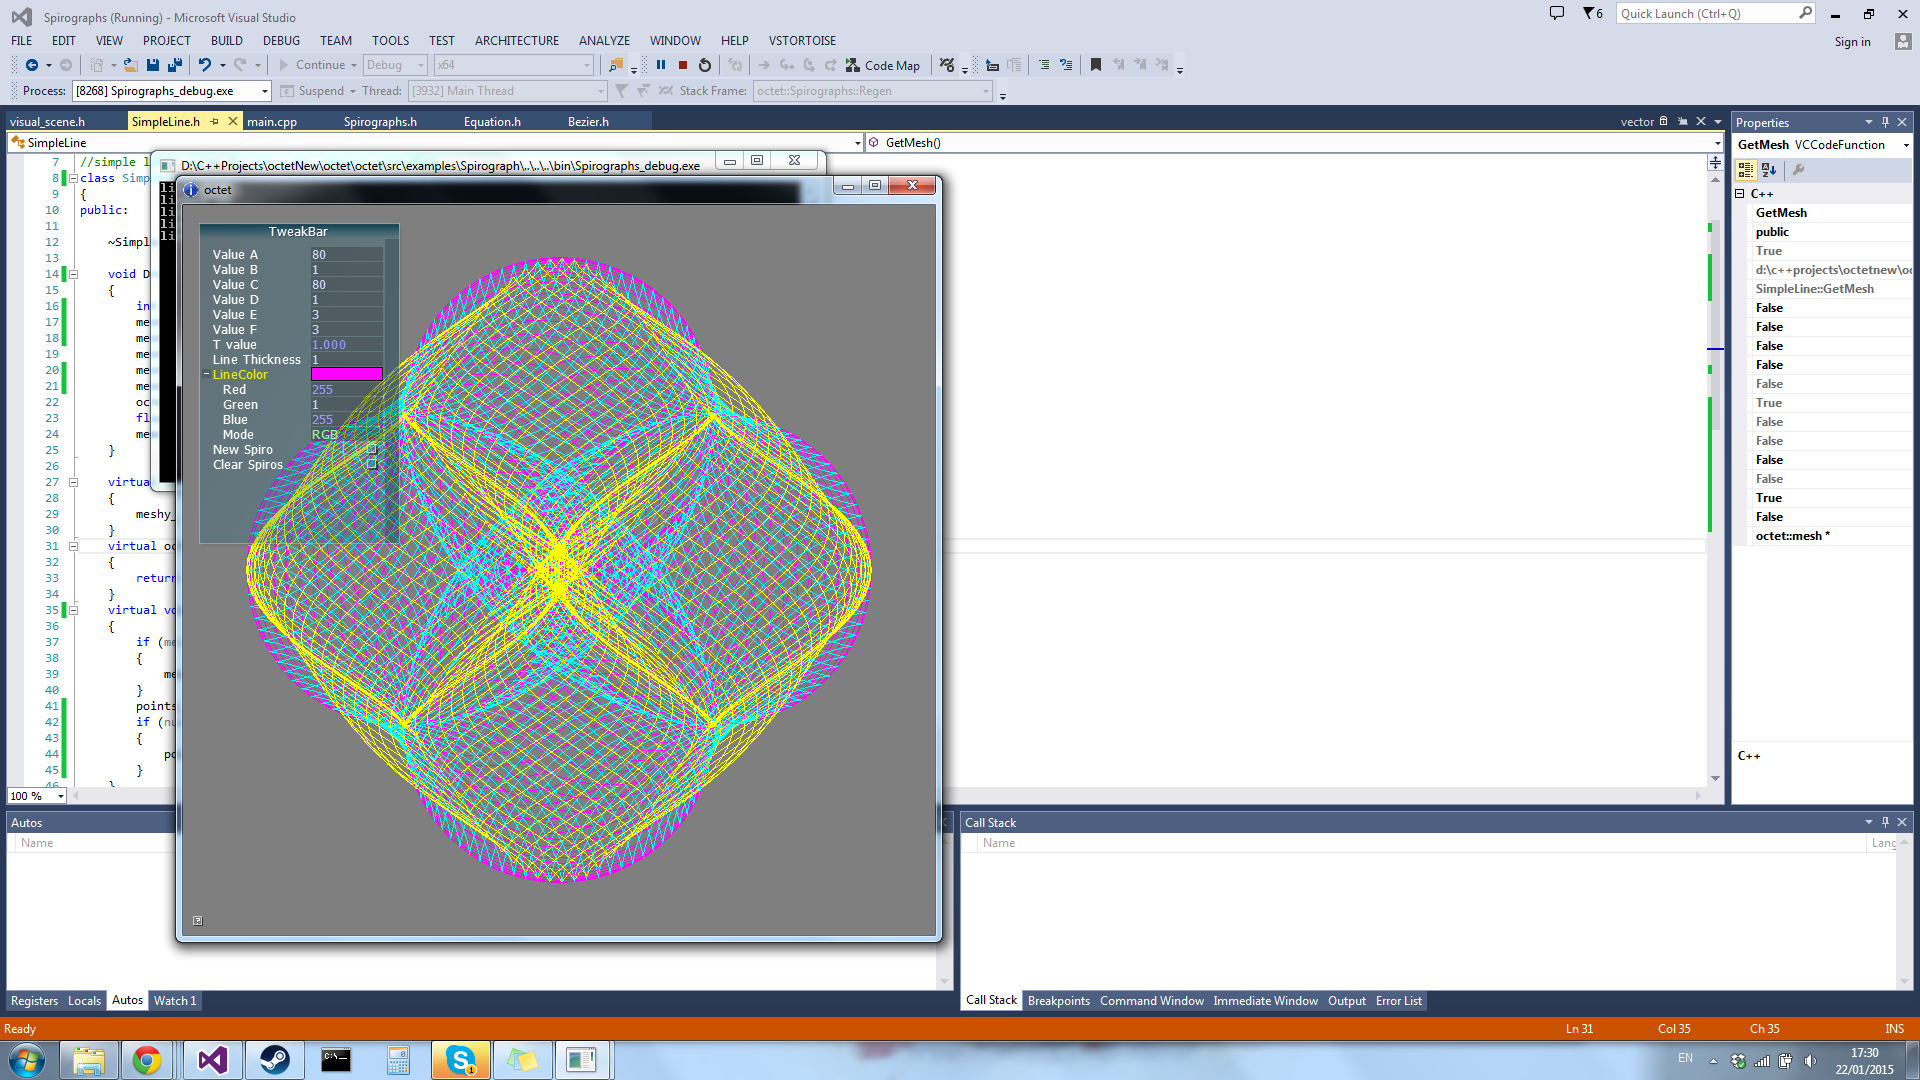 Spirographs (Running) - Microsoft Visual Studio
6
Quick Launch (Ctrl+Q)
FILE EDIT VIEW PROJECT BUILD DEBUG TEAM TOOLS TEST ARCHITECTURE ANALYZE WINDOW HELP VSTORTOISE
Sign in
Continue Debug x64 Code Map
Process: [8268] Spirographs_debug.exe Suspend Thread: [3932] Main Thread Stack Frame: octet::Spirographs::Regen
visual_scene.h SimpleLine.h main.cpp Spirographs.h Equation.h Bezier.h vector
SimpleLine GetMesh()
7 //simple l
8 class Simp
9 {
10 public:
11
12 ~Simpl
13
14 void D
15 {
16 in
17 me
18 me
19 me
20 me
21 me
22 oc
23 fl
24 me
25 }
26
27 virtua
28 {
29 meshy_
30 }
31 virtual oc
32 {
33 return
34 }
35 virtual vo
36 {
37 if (me
38 {
39 me
40 }
41 points
42 if (nu
43 {
44 po
45 }
46 }
100 %
D:\C++Projects\octetNew\octet\octet\src\examples\Spirograph\..\..\..\bin\Spirographs_debug.exe
li
li
li
li
li
octet
TweakBar
Value A 80
Value B 1
Value C 80
Value D 1
Value E 3
Value F 3
T value 1.000
Line Thickness 1
LineColor
Red 255
Green 1
Blue 255
Mode RGB
New Spiro
Clear Spiros
?
Properties
GetMesh VCCodeFunction
C++
GetMesh
public
True
d:\c++projects\octetnew\oc
SimpleLine::GetMesh
False
False
False
False
False
True
False
False
False
False
True
False
octet::mesh *
C++
Autos
Name
Registers Locals Autos Watch 1
Call Stack
Name Lang
Call Stack Breakpoints Command Window Immediate Window Output Error List
Ready Ln 31 Col 35 Ch 35 INS
EN
17:30
22/01/2015